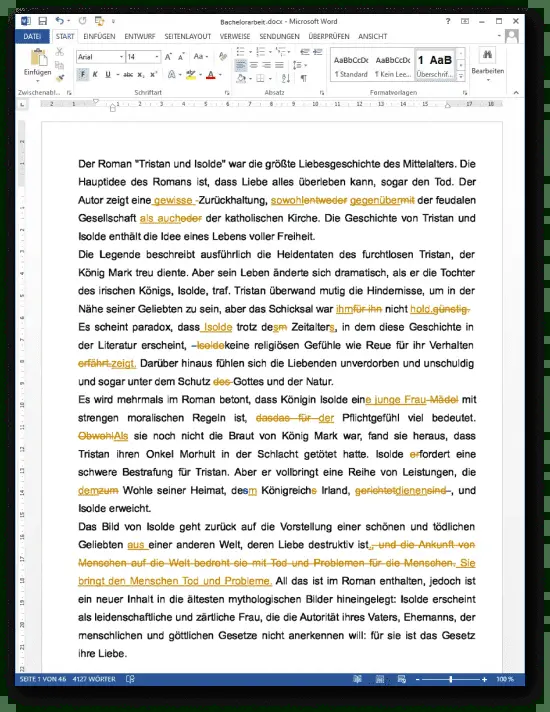 Bachelorarbeit.docx - Microsoft Word
DATEI START EINFÜGEN ENTWURF SEITENLAYOUT VERWEISE SENDUNGEN ÜBERPRÜFEN ANSICHT
Arial 14
AaBbCcDc AaBbCcDc 1 AaB
Einfügen F K U abc 1 Standard 1 Kein Lee... Überschrif... Bearbeiten
Zwischenabl... Schriftart Absatz Formatvorlagen
Der Roman "Tristan und Isolde" war die größte Liebesgeschichte des Mittelalters. Die
Hauptidee des Romans ist, dass Liebe alles überleben kann, sogar den Tod. Der
Autor zeigt eine gewisse Zurückhaltung, sowohlentweder gegenübermit der feudalen
Gesellschaft als auchoder der katholischen Kirche. Die Geschichte von Tristan und
Isolde enthält die Idee eines Lebens voller Freiheit.
Die Legende beschreibt ausführlich die Heldentaten des furchtlosen Tristan, der
König Mark treu diente. Aber sein Leben änderte sich dramatisch, als er die Tochter
des irischen Königs, Isolde, traf. Tristan überwand mutig die Hindernisse, um in der
Nähe seiner Geliebten zu sein, aber das Schicksal war ihmfür ihn nicht hold.günstig.
Es scheint paradox, dass Isolde trotz desm Zeitalters, in dem diese Geschichte in
der Literatur erscheint, -Isoldekeine religiösen Gefühle wie Reue für ihr Verhalten
erfährt.zeigt. Darüber hinaus fühlen sich die Liebenden unverdorben und unschuldig
und sogar unter dem Schutz des Gottes und der Natur.
Es wird mehrmals im Roman betont, dass Königin Isolde eine junge Frau Mädel mit
strengen moralischen Regeln ist, dasdas für der Pflichtgefühl viel bedeutet.
ObwohlAls sie noch nicht die Braut von König Mark war, fand sie heraus, dass
Tristan ihren Onkel Morhult in der Schlacht getötet hatte. Isolde erfordert eine
schwere Bestrafung für Tristan. Aber er vollbringt eine Reihe von Leistungen, die
demzum Wohle seiner Heimat, desm Königreichs Irland, gerichtetdienensind , und
Isolde erweicht.
Das Bild von Isolde geht zurück auf die Vorstellung einer schönen und tödlichen
Geliebten aus einer anderen Welt, deren Liebe destruktiv ist., und die Ankunft von
Menschen auf die Welt bedroht sie mit Tod und Problemen für die Menschen. Sie
bringt den Menschen Tod und Probleme. All das ist im Roman enthalten, jedoch ist
ein neuer Inhalt in die ältesten mythologischen Bilder hineingelegt: Isolde erscheint
als leidenschaftliche und zärtliche Frau, die die Autorität ihres Vaters, Ehemanns, der
menschlichen und göttlichen Gesetze nicht anerkennen will: für sie ist das Gesetz
ihre Liebe.
SEITE 1 VON 46 4127 WÖRTER 100 %